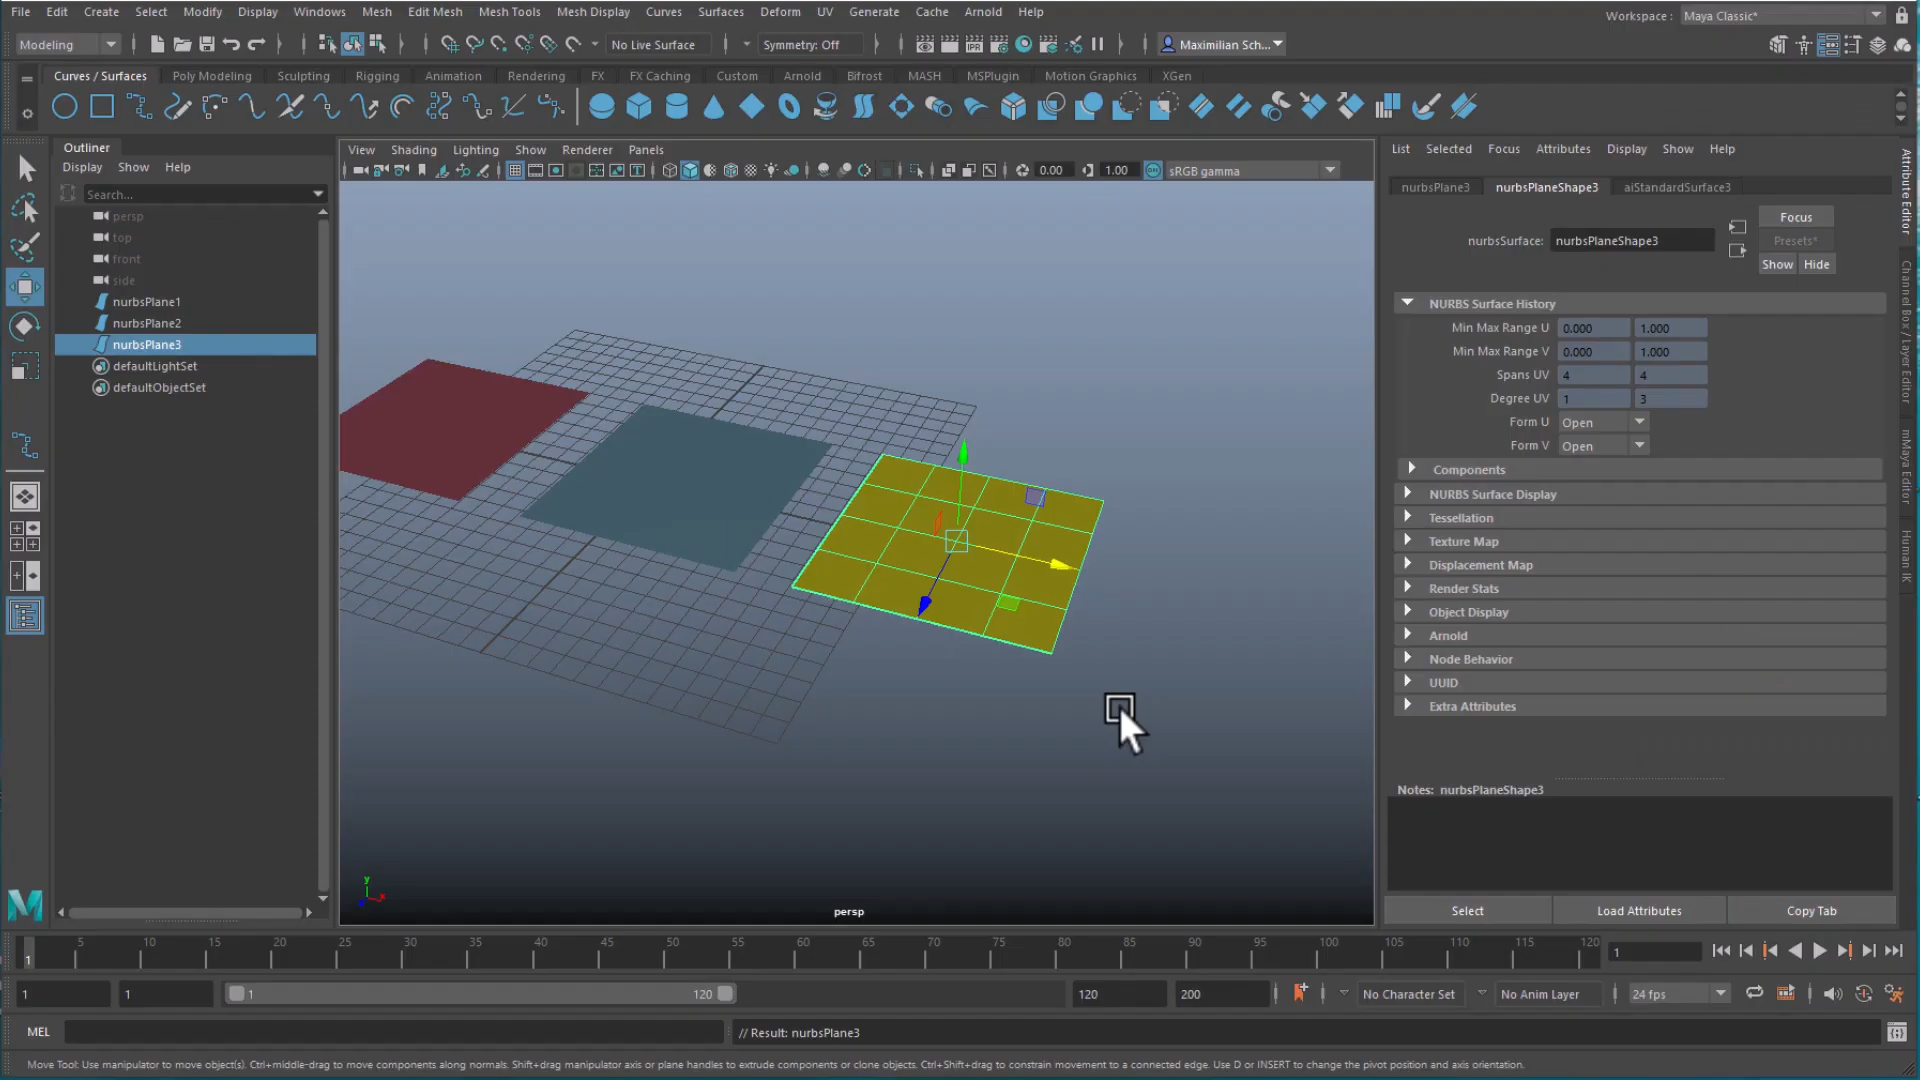 File Edit Create Select Modify Display Windows Mesh Edit Mesh Mesh Tools Mesh Display Curves Surfaces Deform UV Generate Cache Arnold Help
Workspace : Maya Classic*
Modeling No Live Surface Symmetry: Off Maximilian Sch...
Curves / Surfaces Poly Modeling Sculpting Rigging Animation Rendering FX FX Caching Custom Arnold Bifrost MASH MSPlugin Motion Graphics XGen
Outliner
Display Show Help
Search...
persp
top
front
side
nurbsPlane1
nurbsPlane2
nurbsPlane3
defaultLightSet
defaultObjectSet
View Shading Lighting Show Renderer Panels
0.00 1.00 sRGB gamma
y
x
persp
List Selected Focus Attributes Display Show Help
nurbsPlane3 nurbsPlaneShape3 aiStandardSurface3
nurbsSurface: nurbsPlaneShape3
Focus
Presets*
Show Hide
NURBS Surface History
Min Max Range U 0.000 1.000
Min Max Range V 0.000 1.000
Spans UV 4 4
Degree UV 1 3
Form U Open
Form V Open
Components
NURBS Surface Display
Tessellation
Texture Map
Displacement Map
Render Stats
Object Display
Arnold
Node Behavior
UUID
Extra Attributes
Notes: nurbsPlaneShape3
Select Load Attributes Copy Tab
Attribute Editor
Channel Box / Layer Editor
mMaya Editor
Human IK
5 10 15 20 25 30 35 40 45 50 55 60 65 70 75 80 85 90 95 100 105 110 115 120
1 1
1 1 1 120 120 200 No Character Set No Anim Layer 24 fps
MEL // Result: nurbsPlane3
Move Tool: Use manipulator to move object(s). Ctrl+middle-drag to move components along normals. Shift+drag manipulator axis or plane handles to extrude components or clone objects. Ctrl+Shift+drag to constrain movement to a connected edge. Use D or INSERT to change the pivot position and axis orientation.